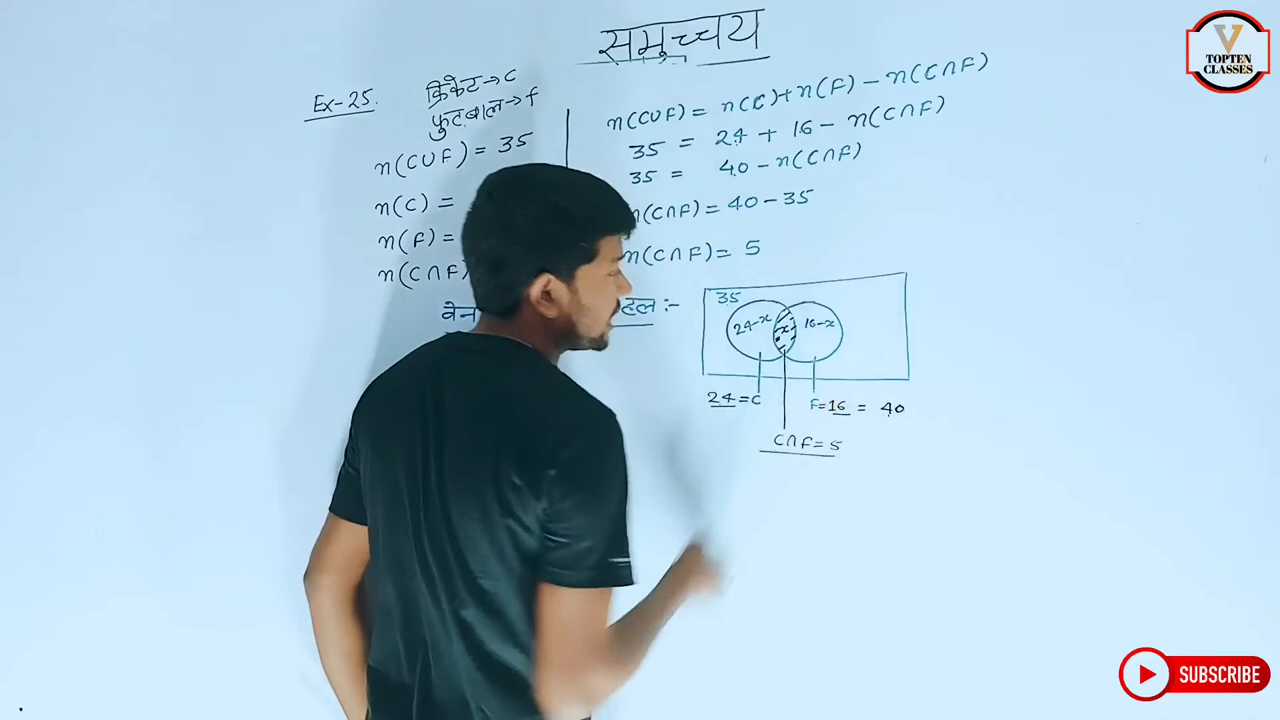 समुच्चय
Ex-25.
क्रिकेट→C
फुटबाल→f
n(CUF) = 35
n(C) =
n(F) =
n(C∩F)
n(CUF) = n(C)+n(F) - n(C∩F)
35 = 24 + 16 - n(C∩F)
35 = 40 - n(C∩F)
n(C∩F) = 40 - 35
n(C∩F) = 5
वेन
हल :-
35
24-x
x
16-x
24 = C
F = 16 = 40
C∩F = 5
V
TOPTEN
CLASSES
SUBSCRIBE